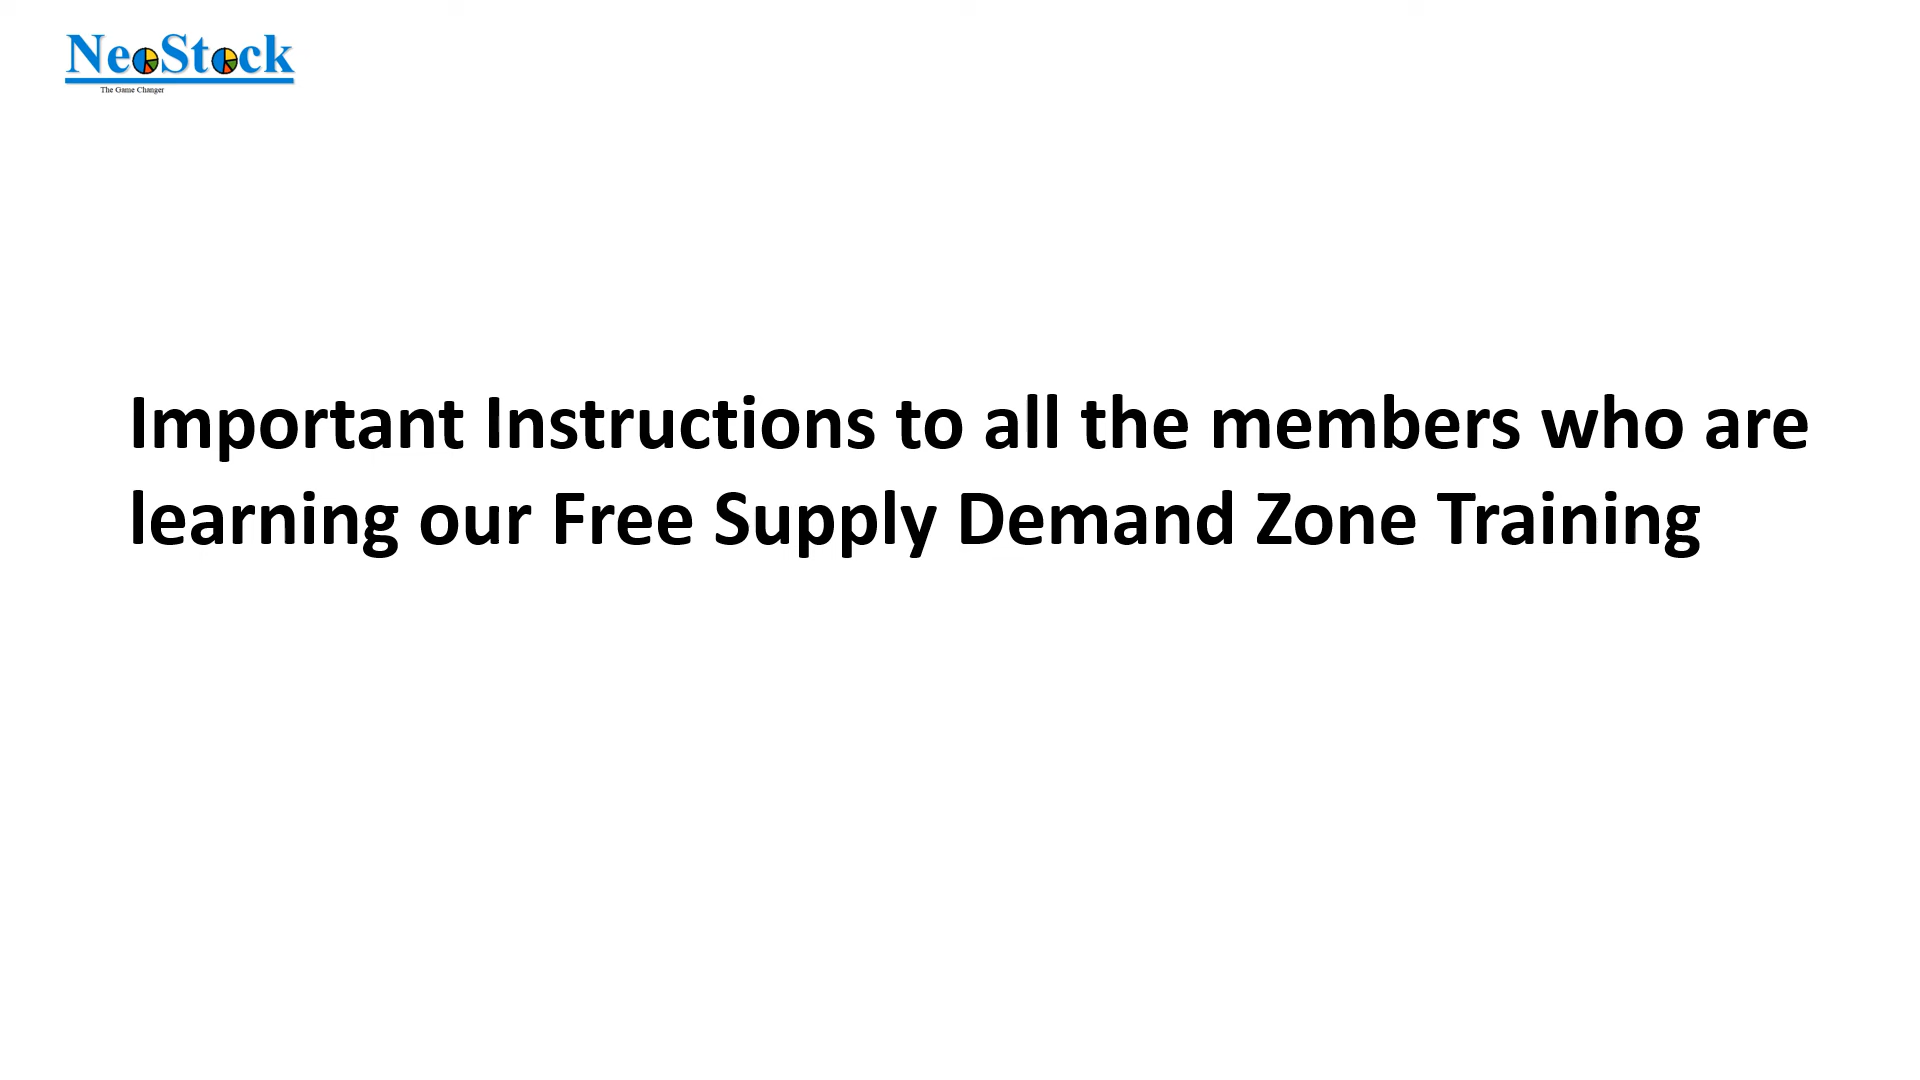 NeoStock
The Game Changer
Important Instructions to all the members who are
learning our Free Supply Demand Zone Training